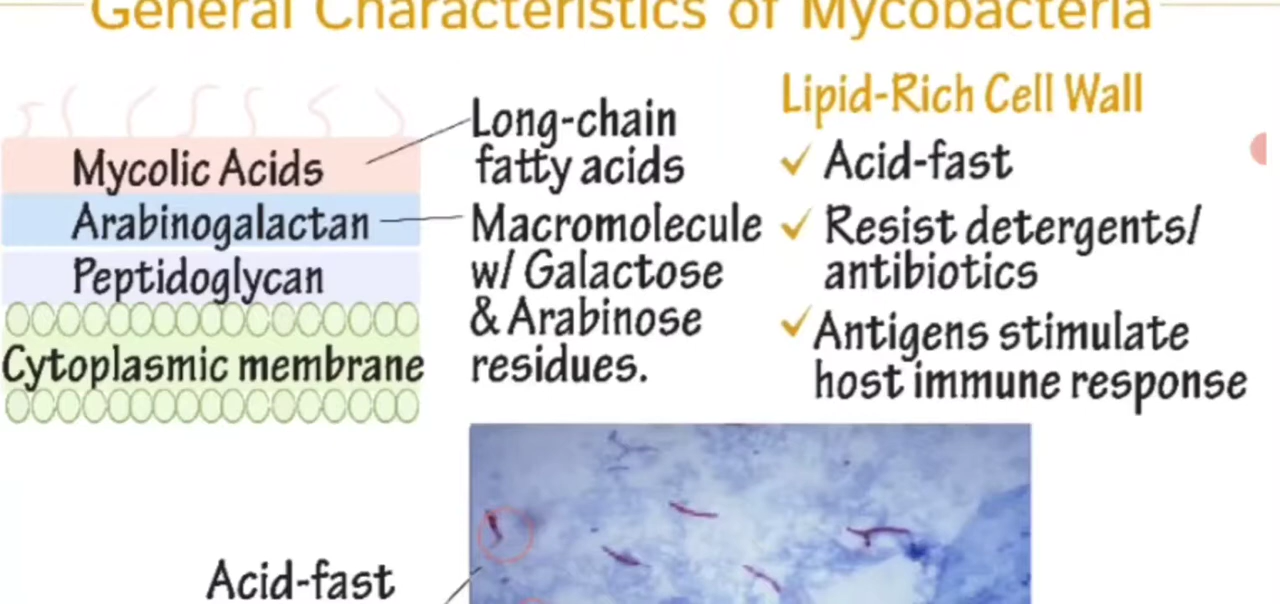 General Characteristics of Mycobacteria
Mycolic Acids
Arabinogalactan
Peptidoglycan
Cytoplasmic membrane
Long-chain
fatty acids
Macromolecule
w/ Galactose
& Arabinose
residues.
Lipid-Rich Cell Wall
✓ Acid-fast
✓ Resist detergents/
antibiotics
✓ Antigens stimulate
host immune response
Acid-fast